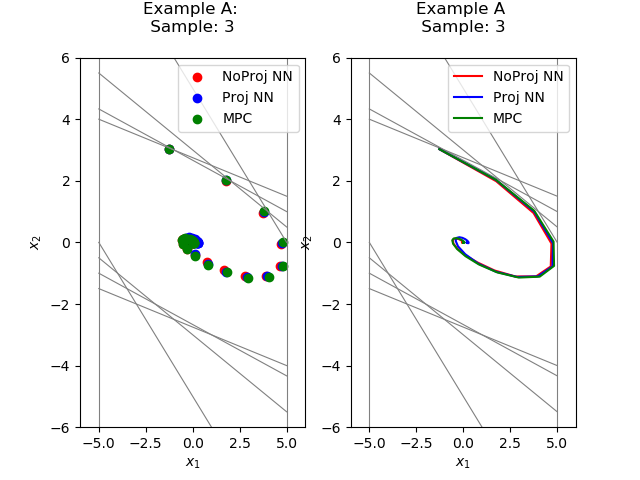 Example A:
Sample: 3
6
4
2
0
−2
−4
−6
x₂
−5.0
−2.5
0.0
2.5
5.0
x₁
NoProj NN
Proj NN
MPC
Example A
Sample: 3
6
4
2
0
−2
−4
−6
x₂
−5.0
−2.5
0.0
2.5
5.0
x₁
NoProj NN
Proj NN
MPC